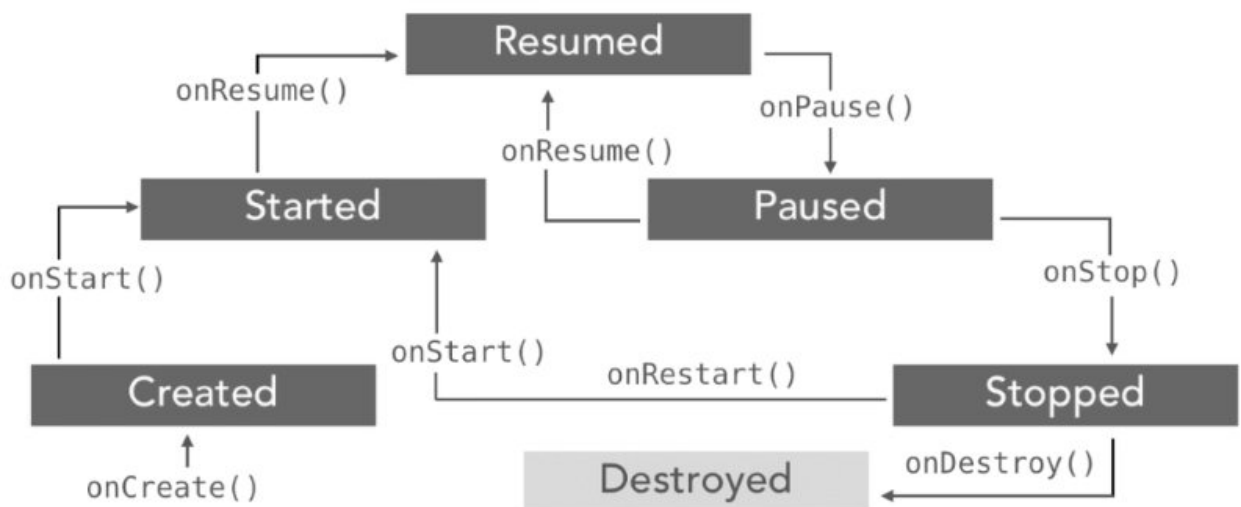 Resumed
onResume()
onPause()
onResume()
Started
Paused
onStart()
onStop()
onStart()
onRestart()
Created
Stopped
onCreate()
Destroyed
onDestroy()